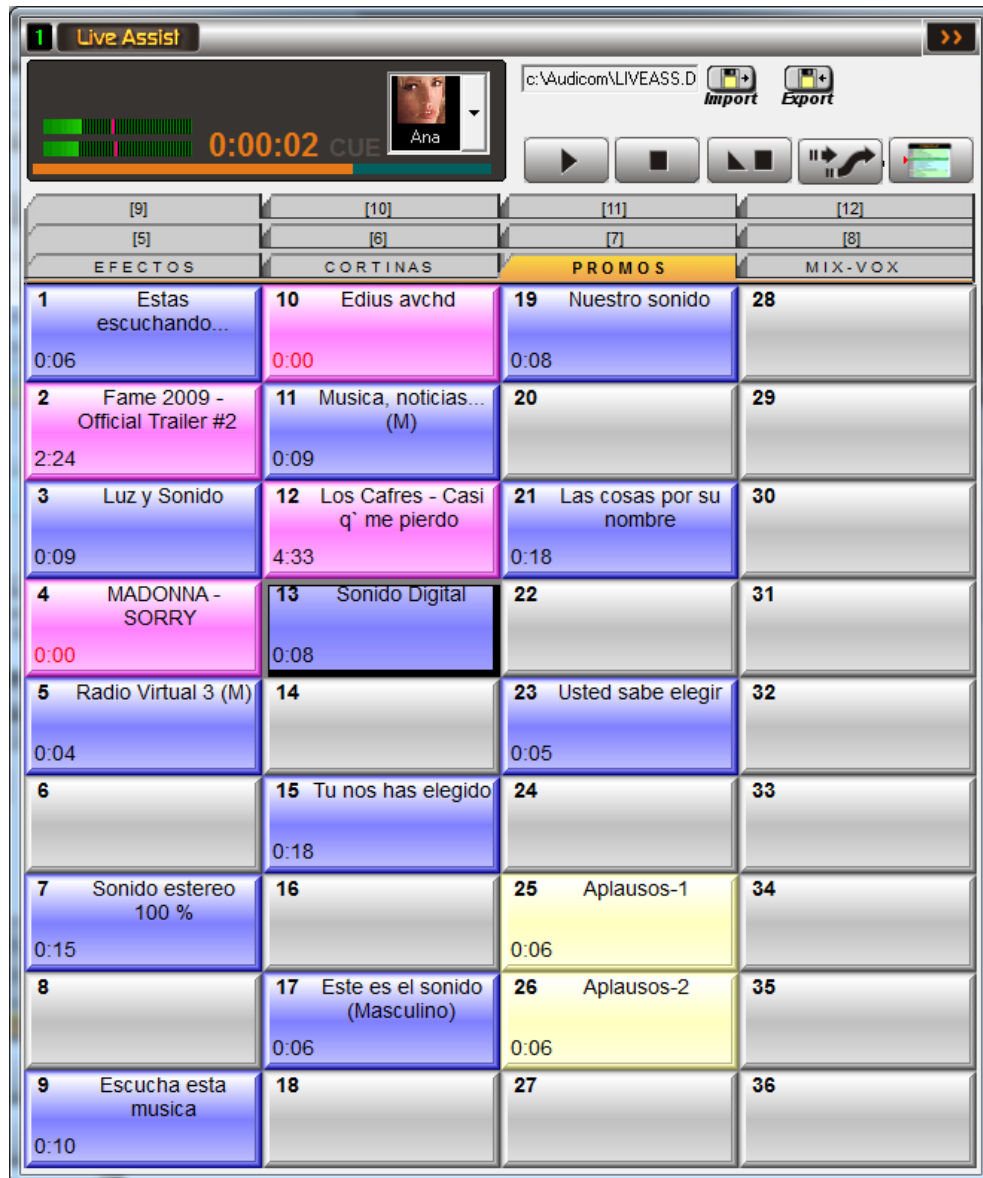 1 Live Assist >>
c:\Audicom\LIVEASS.D Import Export
0:00:02 CUE Ana
[9] [10] [11] [12]
[5] [6] [7] [8]
EFECTOS CORTINAS PROMOS MIX-VOX
1 Estas
escuchando...
0:06
10 Edius avchd
0:00
19 Nuestro sonido
0:08
28
2 Fame 2009 -
Official Trailer #2
2:24
11 Musica, noticias...
(M)
0:09
20
29
3 Luz y Sonido
0:09
12 Los Cafres - Casi
q` me pierdo
4:33
21 Las cosas por su
nombre
0:18
30
4 MADONNA -
SORRY
0:00
13 Sonido Digital
0:08
22
31
5 Radio Virtual 3 (M)
0:04
14
23 Usted sabe elegir
0:05
32
6
15 Tu nos has elegido
0:18
24
33
7 Sonido estereo
100 %
0:15
16
25 Aplausos-1
0:06
34
8
17 Este es el sonido
(Masculino)
0:06
26 Aplausos-2
0:06
35
9 Escucha esta
musica
0:10
18
27
36